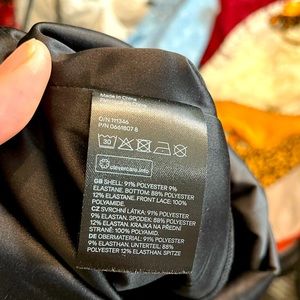 Made in China
O/N 111346
P/N 0661807 8
30
clevercare.info
GB SHELL: 91% POLYESTER 9%
ELASTANE. BOTTOM: 88% POLYESTER
12% ELASTANE. FRONT LACE: 100%
POLYAMIDE.
CZ SVRCHNÍ LÁTKA: 91% POLYESTER
9% ELASTAN. SPODEK: 88% POLYESTER
12% ELASTAN. KRAJKA NA PŘEDNÍ
STRANĚ: 100% POLYAMID.
DE OBERMATERIAL: 91% POLYESTER
9% ELASTHAN. UNTERTEIL: 88%
POLYESTER 12% ELASTHAN. SPITZE